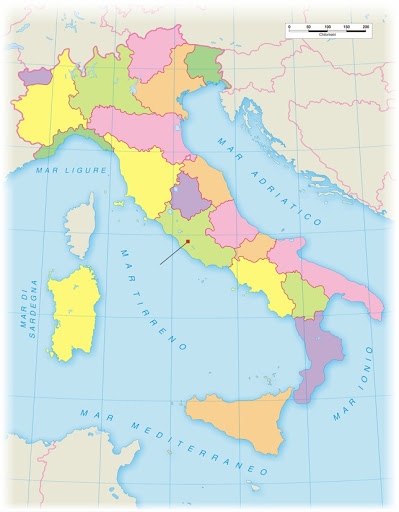 0 50 100 150 200
Chilometri
MAR LIGURE
MAR ADRIATICO
MAR DI
SARDEGNA
MAR TIRRENO
MAR IONIO
MAR MEDITERRANEO